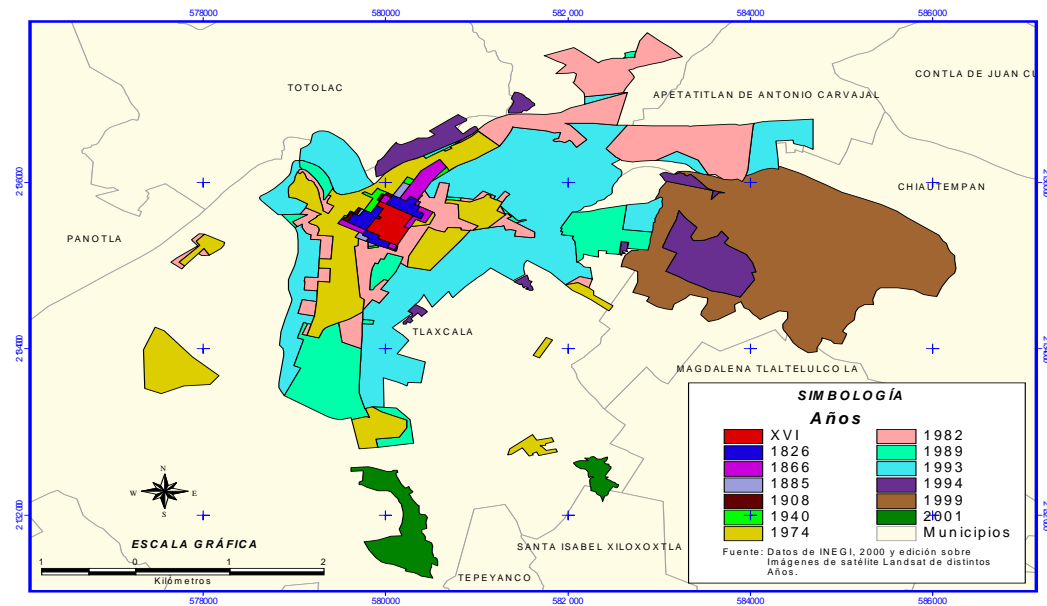 578000 580000 582 000 584000 586000
CONTLA DE JUAN CU
TOTOLAC
APETATITLAN DE ANTONIO CARVAJAL
CHIAUTEMPAN
PANOTLA
TLAXCALA
MAGDALENA TLALTELULCO LA
SIMBOLOGÍA
Años
XVI 1982
1826 1989
1866 1993
1885 1994
1908 1999
1940 2001
1974 Municipios
Fuente: Datos de INEGI, 2000 y edición sobre
Imágenes de satélite Landsat de distintos
Años.
N
W E
S
ESCALA GRÁFICA
1 0 1 2
Kilómetros
SANTA ISABEL XILOXOXTLA
TEPEYANCO
578000 580000 582000 584000 586000